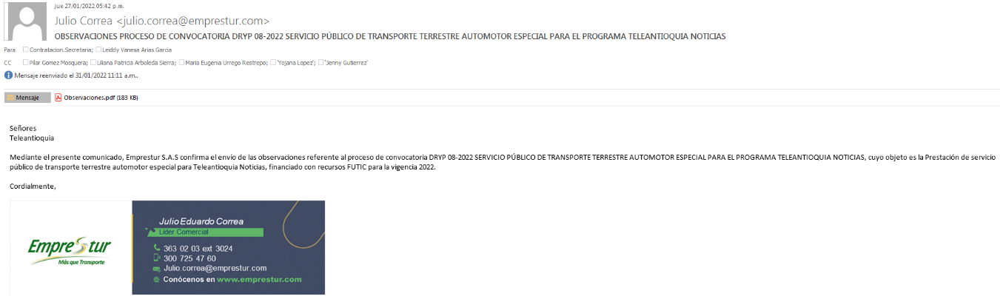 jue 27/01/2022 05:42 p.m.
Julio Correa <julio.correa@emprestur.com>
OBSERVACIONES PROCESO DE CONVOCATORIA DRYP 08-2022 SERVICIO PÚBLICO DE TRANSPORTE TERRESTRE AUTOMOTOR ESPECIAL PARA EL PROGRAMA TELEANTIOQUIA NOTICIAS
Para Contratacion.Secretaria; Leiddy Vanesa Arias Garcia
CC Pilar Gomez Mosquera; Liliana Patricia Arboleda Sierra; Maria Eugenia Urrego Restrepo; 'Yojana Lopez'; 'Jenny Gutierrez'
Mensaje reenviado el 31/01/2022 11:11 a.m..
Mensaje Observaciones.pdf (183 KB)
Señores
Teleantioquia
Mediante el presente comunicado, Emprestur S.A.S confirma el envío de las observaciones referente al proceso de convocatoria DRYP 08-2022 SERVICIO PÚBLICO DE TRANSPORTE TERRESTRE AUTOMOTOR ESPECIAL PARA EL PROGRAMA TELEANTIOQUIA NOTICIAS, cuyo objeto es la Prestación de servicio
público de transporte terrestre automotor especial para Teleantioquia Noticias, financiado con recursos FUTIC para la vigencia 2022.
Cordialmente,
Emprestur
Más que Transporte
Julio Eduardo Correa
Líder Comercial
363 02 03 ext 3024
300 725 47 60
Julio.correa@emprestur.com
Conócenos en www.emprestur.com